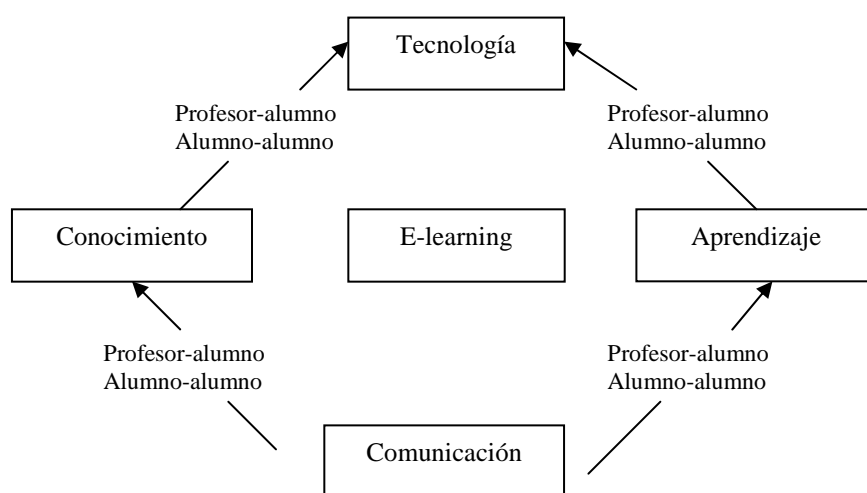 Tecnología
Profesor-alumno
Alumno-alumno
Profesor-alumno
Alumno-alumno
Conocimiento
E-learning
Aprendizaje
Profesor-alumno
Alumno-alumno
Profesor-alumno
Alumno-alumno
Comunicación